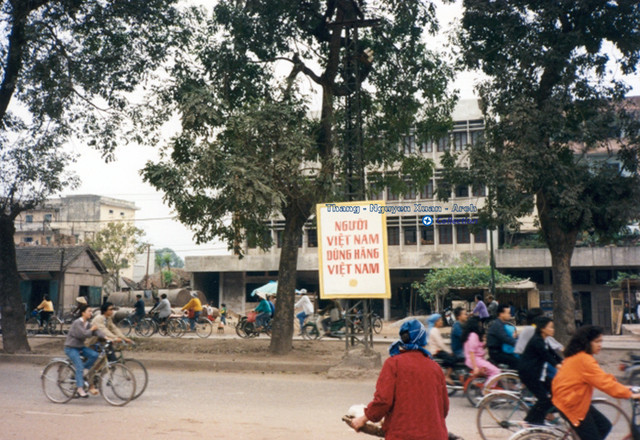 Thang - Nguyen Xuan - Arch
NGƯỜI
VIỆT NAM
DÙNG HÀNG
VIỆT NAM